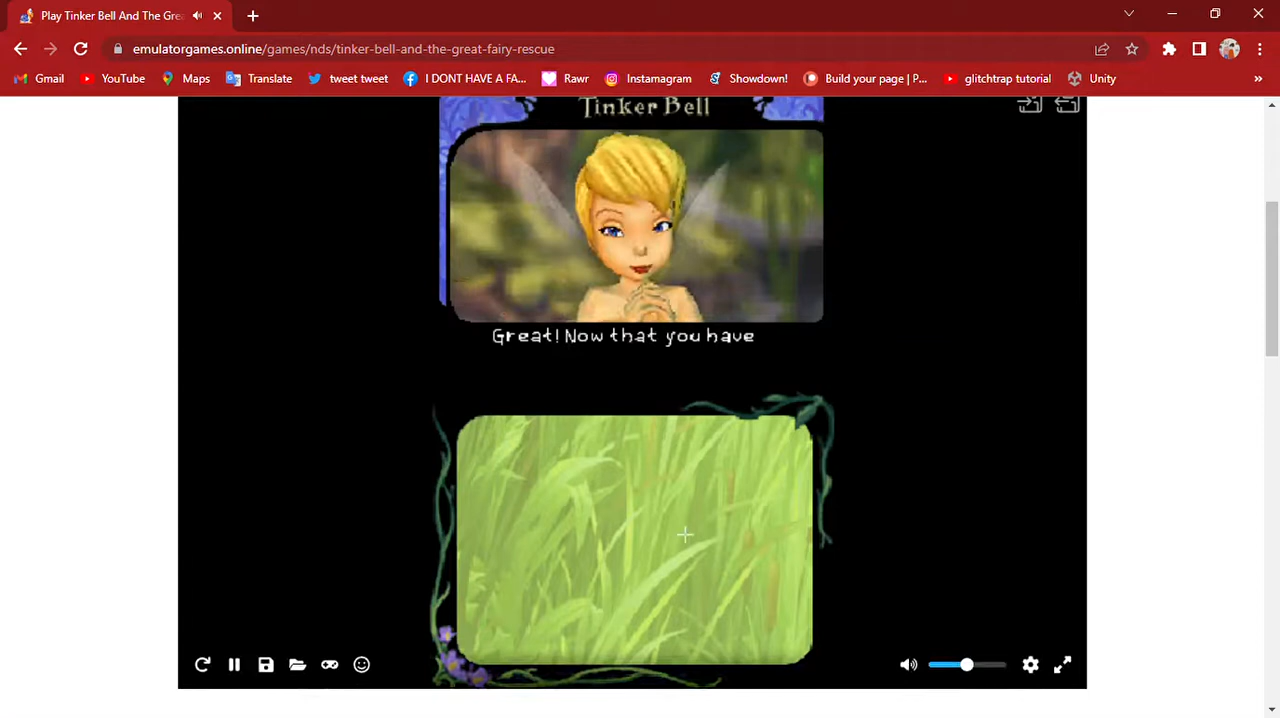 Play Tinker Bell And The Grea
emulatorgames.online/games/nds/tinker-bell-and-the-great-fairy-rescue
Gmail YouTube Maps Translate tweet tweet I DONT HAVE A FA... Rawr Instamagram Showdown! Build your page | P... glitchtrap tutorial Unity »
Tinker Bell
Great! Now that you have